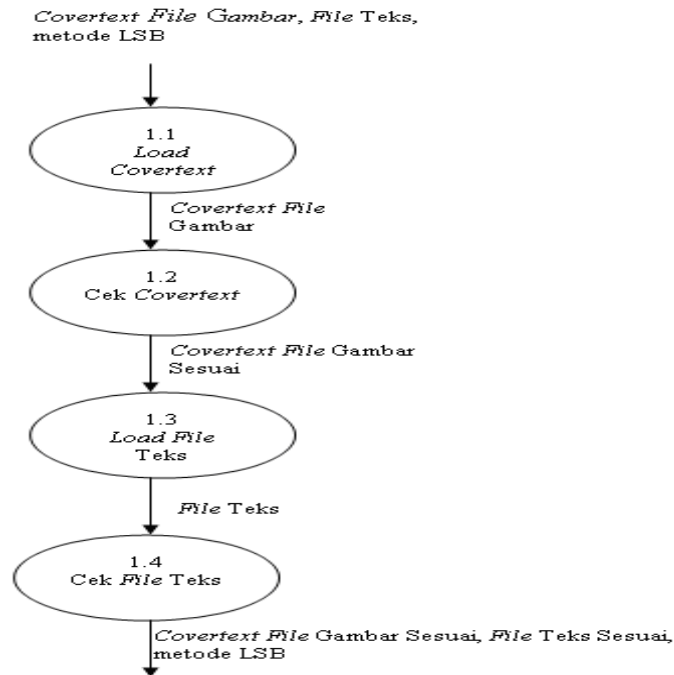 Covertext File Gambar, File Teks,
metode LSB
1.1
Load
Covertext
Covertext File
Gambar
1.2
Cek Covertext
Covertext File Gambar
Sesuai
1.3
Load File
Teks
File Teks
1.4
Cek File Teks
Covertext File Gambar Sesuai, File Teks Sesuai,
metode LSB